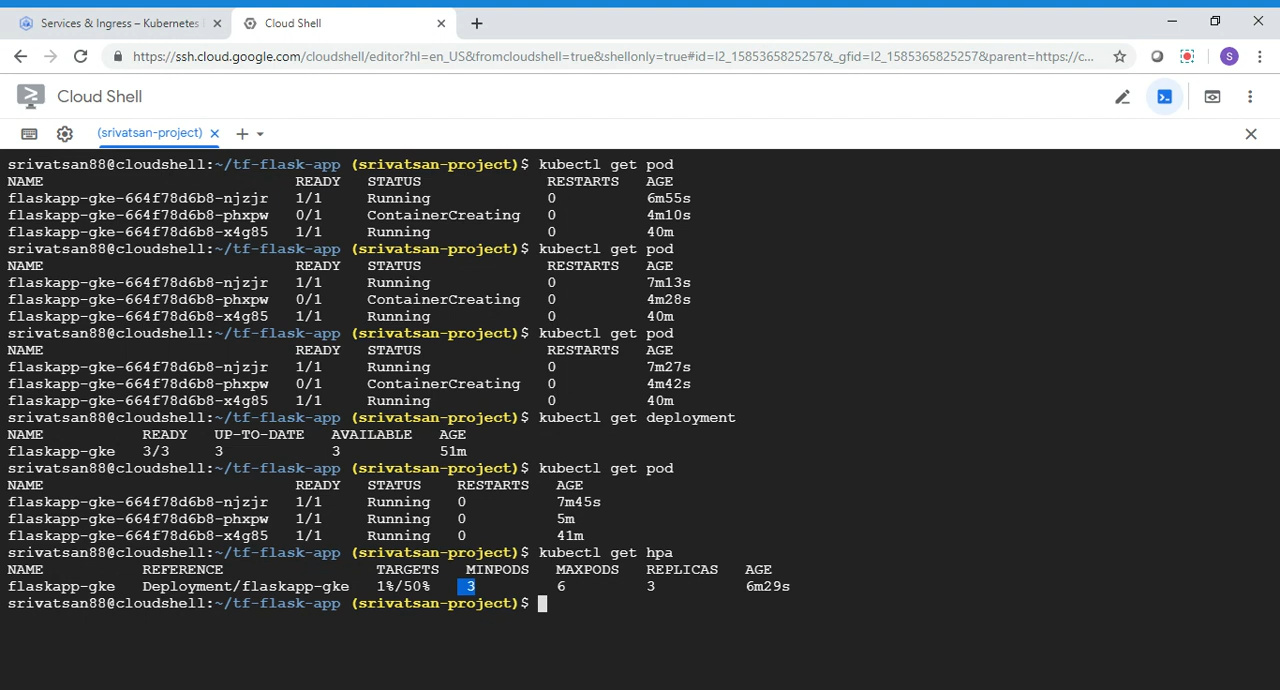 Services & Ingress – Kubernetes
Cloud Shell
https://ssh.cloud.google.com/cloudshell/editor?hl=en_US&fromcloudshell=true&shellonly=true#id=I2_1585365825257&_gfid=I2_1585365825257&parent=https://c...
S
Cloud Shell
(srivatsan-project)
srivatsan88@cloudshell:~/tf-flask-app (srivatsan-project)$ kubectl get pod
NAME READY STATUS RESTARTS AGE
flaskapp-gke-664f78d6b8-njzjr 1/1 Running 0 6m55s
flaskapp-gke-664f78d6b8-phxpw 0/1 ContainerCreating 0 4m10s
flaskapp-gke-664f78d6b8-x4g85 1/1 Running 0 40m
srivatsan88@cloudshell:~/tf-flask-app (srivatsan-project)$ kubectl get pod
NAME READY STATUS RESTARTS AGE
flaskapp-gke-664f78d6b8-njzjr 1/1 Running 0 7m13s
flaskapp-gke-664f78d6b8-phxpw 0/1 ContainerCreating 0 4m28s
flaskapp-gke-664f78d6b8-x4g85 1/1 Running 0 40m
srivatsan88@cloudshell:~/tf-flask-app (srivatsan-project)$ kubectl get pod
NAME READY STATUS RESTARTS AGE
flaskapp-gke-664f78d6b8-njzjr 1/1 Running 0 7m27s
flaskapp-gke-664f78d6b8-phxpw 0/1 ContainerCreating 0 4m42s
flaskapp-gke-664f78d6b8-x4g85 1/1 Running 0 40m
srivatsan88@cloudshell:~/tf-flask-app (srivatsan-project)$ kubectl get deployment
NAME READY UP-TO-DATE AVAILABLE AGE
flaskapp-gke 3/3 3 3 51m
srivatsan88@cloudshell:~/tf-flask-app (srivatsan-project)$ kubectl get pod
NAME READY STATUS RESTARTS AGE
flaskapp-gke-664f78d6b8-njzjr 1/1 Running 0 7m45s
flaskapp-gke-664f78d6b8-phxpw 1/1 Running 0 5m
flaskapp-gke-664f78d6b8-x4g85 1/1 Running 0 41m
srivatsan88@cloudshell:~/tf-flask-app (srivatsan-project)$ kubectl get hpa
NAME REFERENCE TARGETS MINPODS MAXPODS REPLICAS AGE
flaskapp-gke Deployment/flaskapp-gke 1%/50% 3 6 3 6m29s
srivatsan88@cloudshell:~/tf-flask-app (srivatsan-project)$